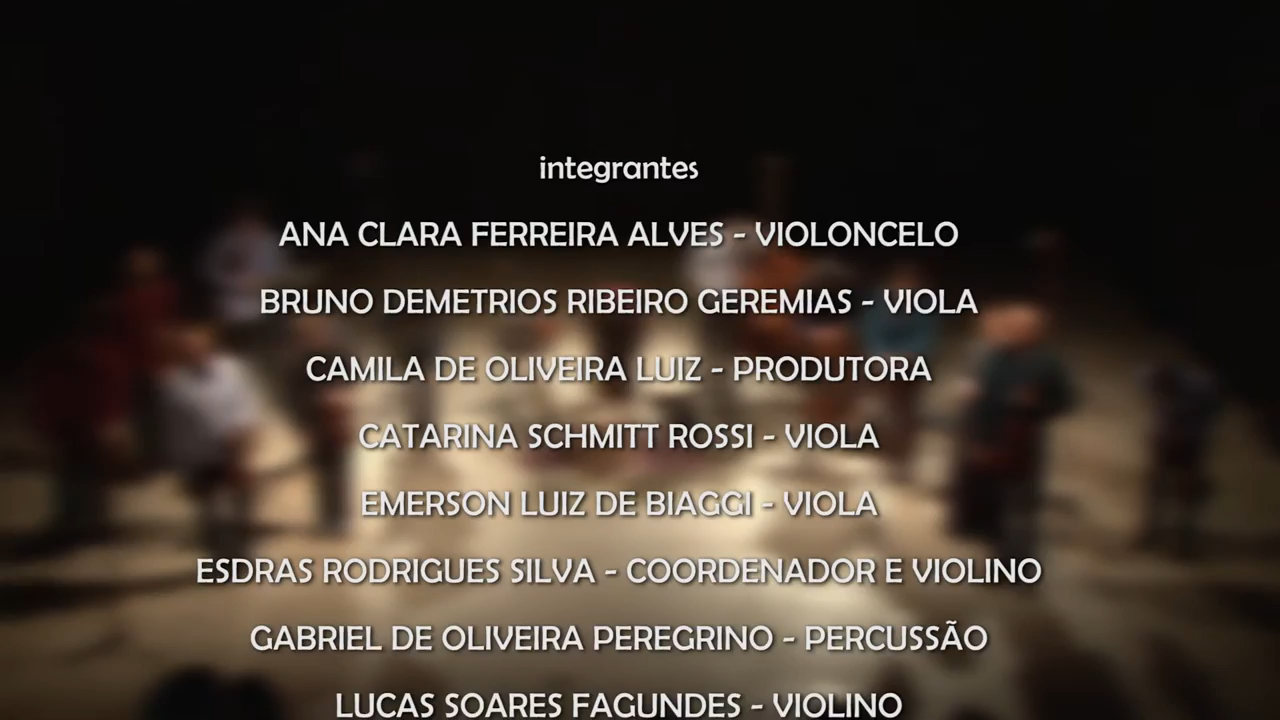 integrantes
ANA CLARA FERREIRA ALVES - VIOLONCELO
BRUNO DEMETRIOS RIBEIRO GEREMIAS - VIOLA
CAMILA DE OLIVEIRA LUIZ - PRODUTORA
CATARINA SCHMITT ROSSI - VIOLA
EMERSON LUIZ DE BIAGGI - VIOLA
ESDRAS RODRIGUES SILVA - COORDENADOR E VIOLINO
GABRIEL DE OLIVEIRA PEREGRINO - PERCUSSÃO
LUCAS SOARES FAGUNDES - VIOLINO